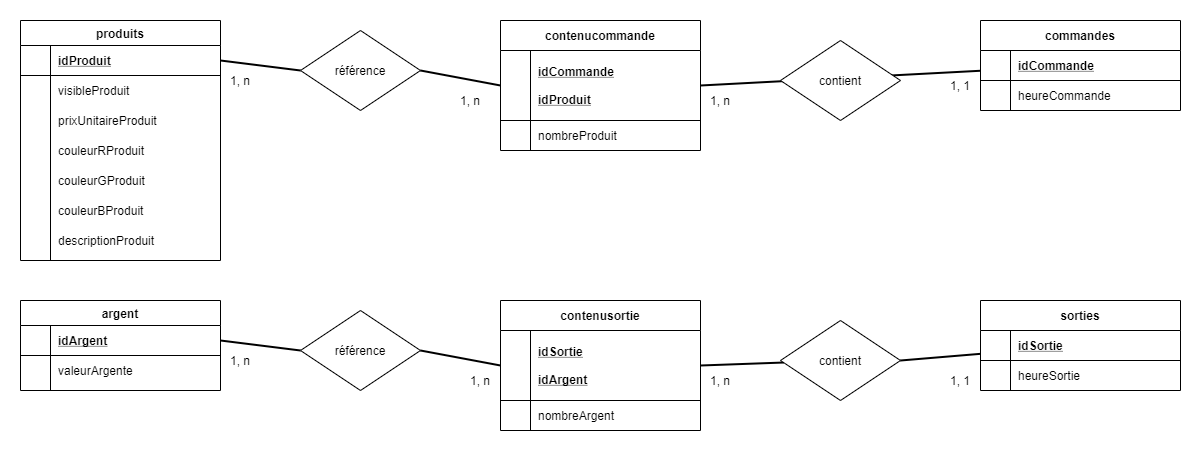 produits
idProduit
visibleProduit
prixUnitaireProduit
couleurRProduit
couleurGProduit
couleurBProduit
descriptionProduit
1, n
référence
1, n
contenucommande
idCommande
idProduit
nombreProduit
1, n
contient
1, 1
commandes
idCommande
heureCommande
argent
idArgent
valeurArgente
1, n
référence
1, n
contenusortie
idSortie
idArgent
nombreArgent
1, n
contient
1, 1
sorties
idSortie
heureSortie